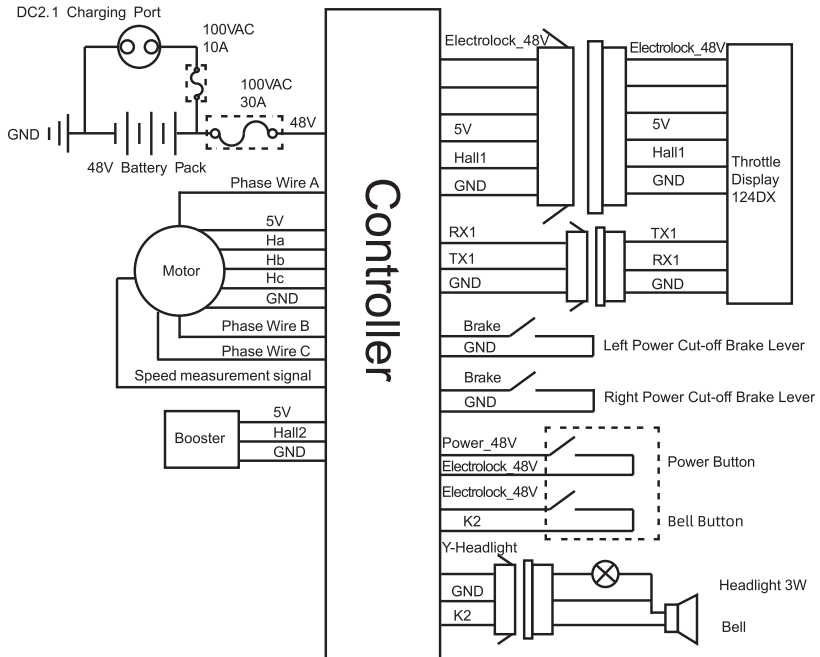 DC2.1 Charging Port
100VAC
10A
100VAC
30A
48V
GND
48V Battery Pack
Phase Wire A
5V
Ha
Hb
Hc
GND
Motor
Phase Wire B
Phase Wire C
Speed measurement signal
Booster
5V
Hall2
GND
Controller
Electrolock_48V
5V
Hall1
GND
Electrolock_48V
5V
Hall1
GND
Throttle
Display
124DX
RX1
TX1
GND
TX1
RX1
GND
Brake
GND
Left Power Cut-off Brake Lever
Brake
GND
Right Power Cut-off Brake Lever
Power_48V
Electrolock_48V
Power Button
Electrolock_48V
K2
Bell Button
Y-Headlight
GND
K2
Headlight 3W
Bell